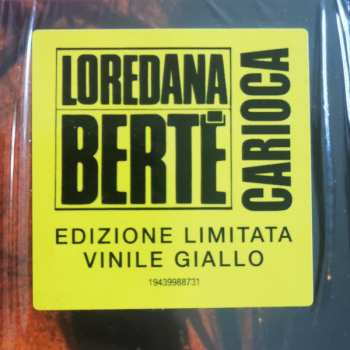 LOREDANA
BERTÈ
CARIOCA
EDIZIONE LIMITATA
VINILE GIALLO
19439988731